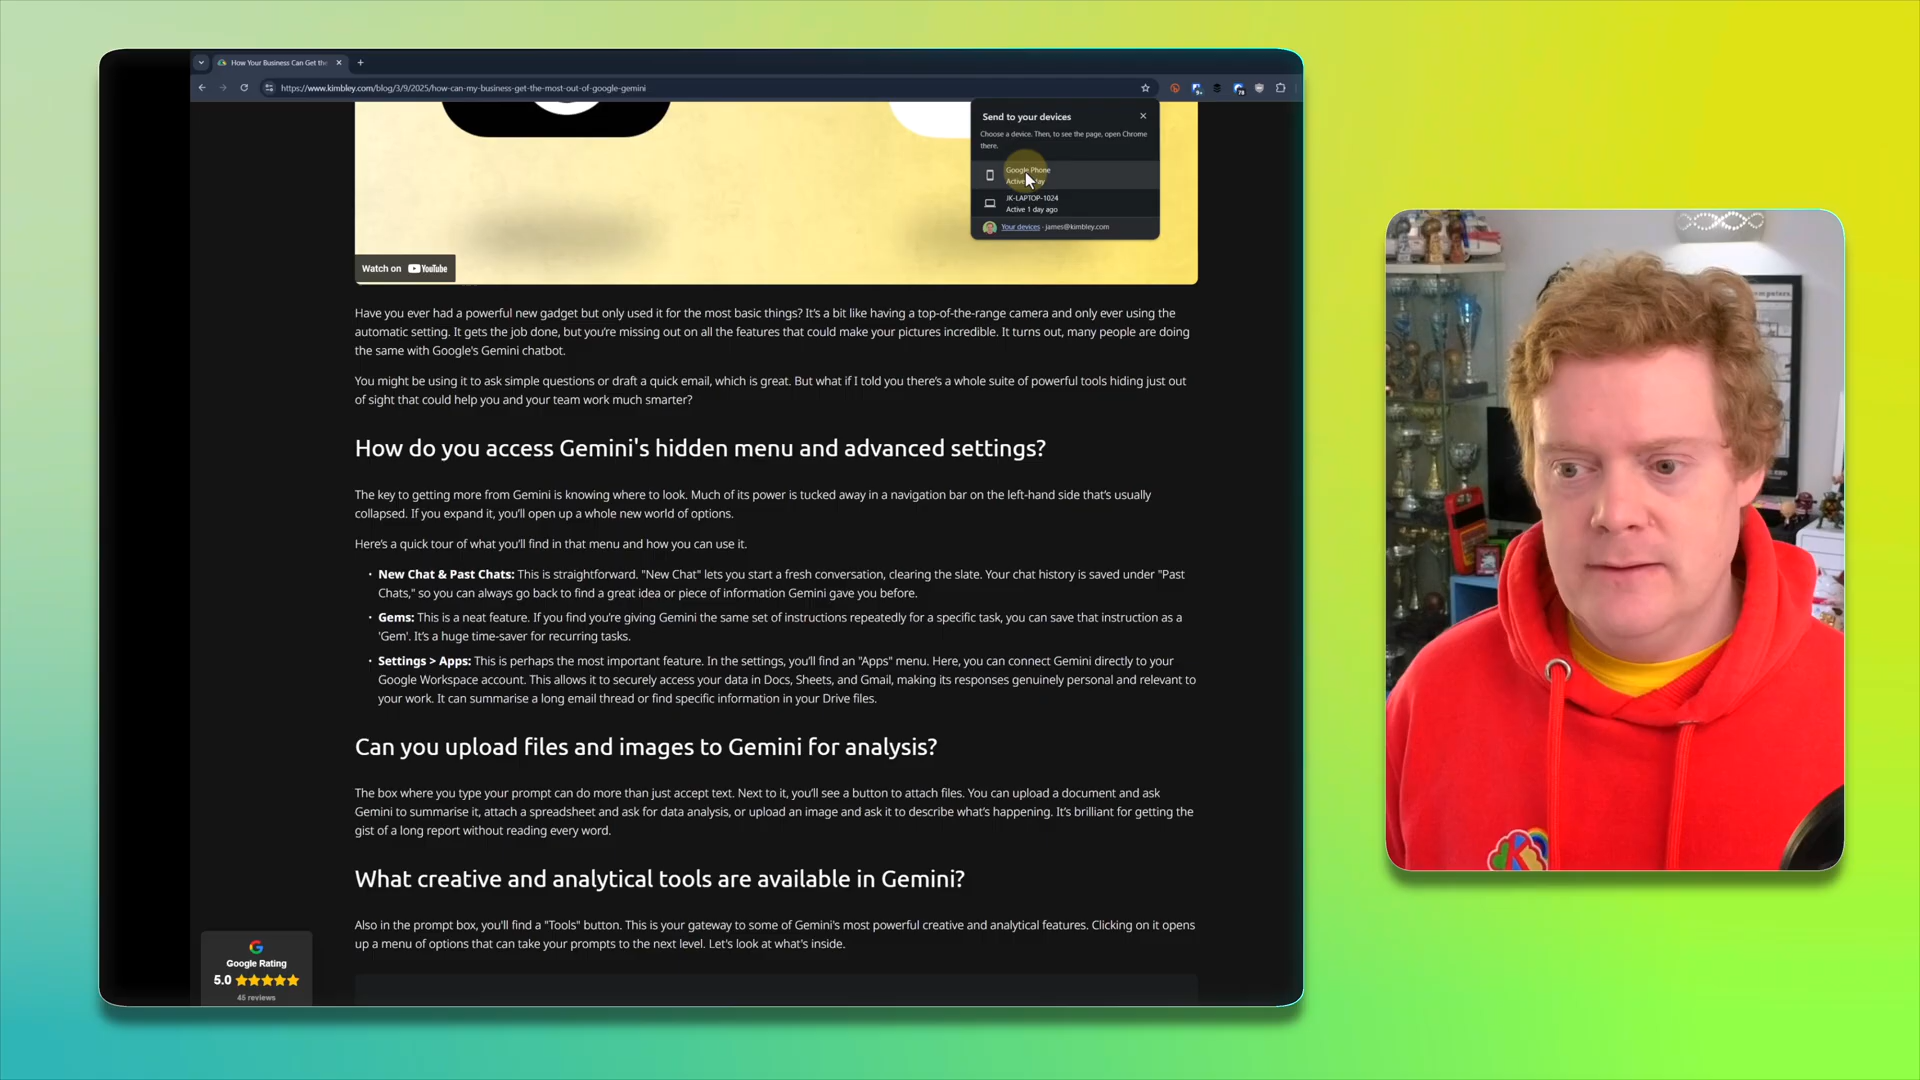 How Your Business Can Get the
https://www.kimbley.com/blog/3/9/2025/how-can-my-business-get-the-most-out-of-google-gemini
Send to your devices
Choose a device. Then, to see the page, open Chrome
there.
Google Phone
Active
JK-LAPTOP-1024
Active 1 day ago
Your devices - james@kimbley.com
Watch on YouTube
Have you ever had a powerful new gadget but only used it for the most basic things? It's a bit like having a top-of-the-range camera and only ever using the
automatic setting. It gets the job done, but you're missing out on all the features that could make your pictures incredible. It turns out, many people are doing
the same with Google's Gemini chatbot.
You might be using it to ask simple questions or draft a quick email, which is great. But what if I told you there's a whole suite of powerful tools hiding just out
of sight that could help you and your team work much smarter?
How do you access Gemini's hidden menu and advanced settings?
The key to getting more from Gemini is knowing where to look. Much of its power is tucked away in a navigation bar on the left-hand side that's usually
collapsed. If you expand it, you'll open up a whole new world of options.
Here's a quick tour of what you'll find in that menu and how you can use it.
• New Chat & Past Chats: This is straightforward. "New Chat" lets you start a fresh conversation, clearing the slate. Your chat history is saved under "Past
Chats," so you can always go back to find a great idea or piece of information Gemini gave you before.
• Gems: This is a neat feature. If you find you're giving Gemini the same set of instructions repeatedly for a specific task, you can save that instruction as a
'Gem'. It's a huge time-saver for recurring tasks.
• Settings > Apps: This is perhaps the most important feature. In the settings, you'll find an "Apps" menu. Here, you can connect Gemini directly to your
Google Workspace account. This allows it to securely access your data in Docs, Sheets, and Gmail, making its responses genuinely personal and relevant to
your work. It can summarise a long email thread or find specific information in your Drive files.
Can you upload files and images to Gemini for analysis?
The box where you type your prompt can do more than just accept text. Next to it, you'll see a button to attach files. You can upload a document and ask
Gemini to summarise it, attach a spreadsheet and ask for data analysis, or upload an image and ask it to describe what's happening. It's brilliant for getting the
gist of a long report without reading every word.
What creative and analytical tools are available in Gemini?
Also in the prompt box, you'll find a "Tools" button. This is your gateway to some of Gemini's most powerful creative and analytical features. Clicking on it opens
up a menu of options that can take your prompts to the next level. Let's look at what's inside.
Google Rating
5.0
45 reviews